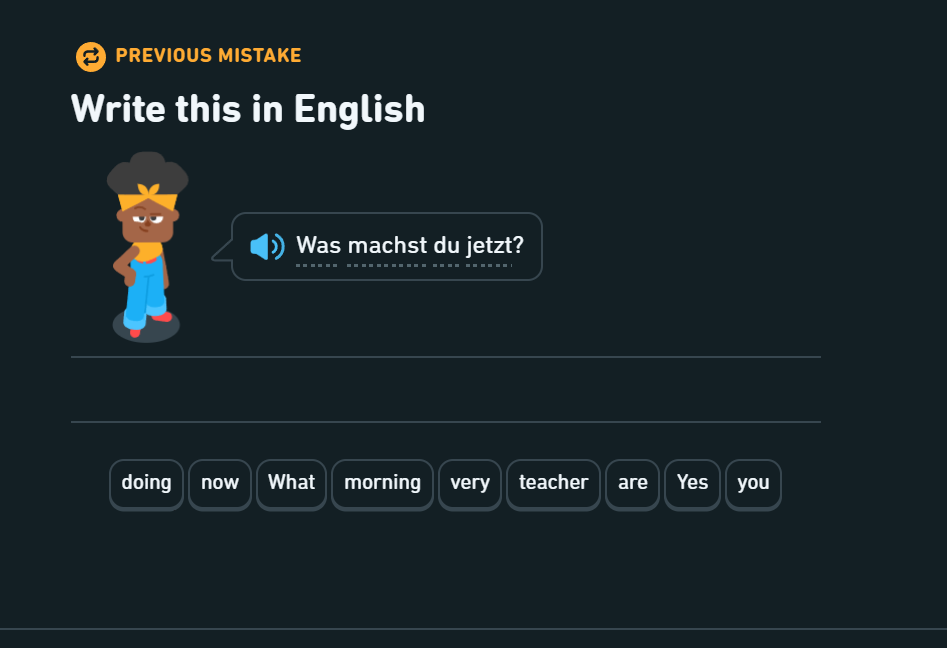 PREVIOUS MISTAKE
Write this in English
Was machst du jetzt?
doing now What morning very teacher are Yes you